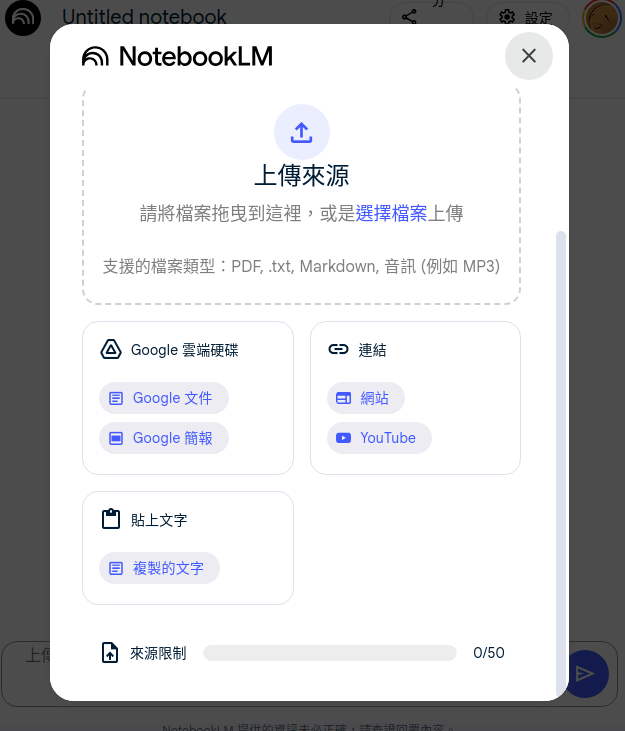 Untitled notebook
設定
NotebookLM
上傳來源
請將檔案拖曳到這裡，或是選擇檔案上傳
支援的檔案類型：PDF, .txt, Markdown, 音訊 (例如 MP3)
Google 雲端硬碟
Google 文件
Google 簡報
連結
網站
YouTube
貼上文字
複製的文字
來源限制
0/50
上傳
NotebookLM 提供的資訊未必正確，請查證回覆內容。